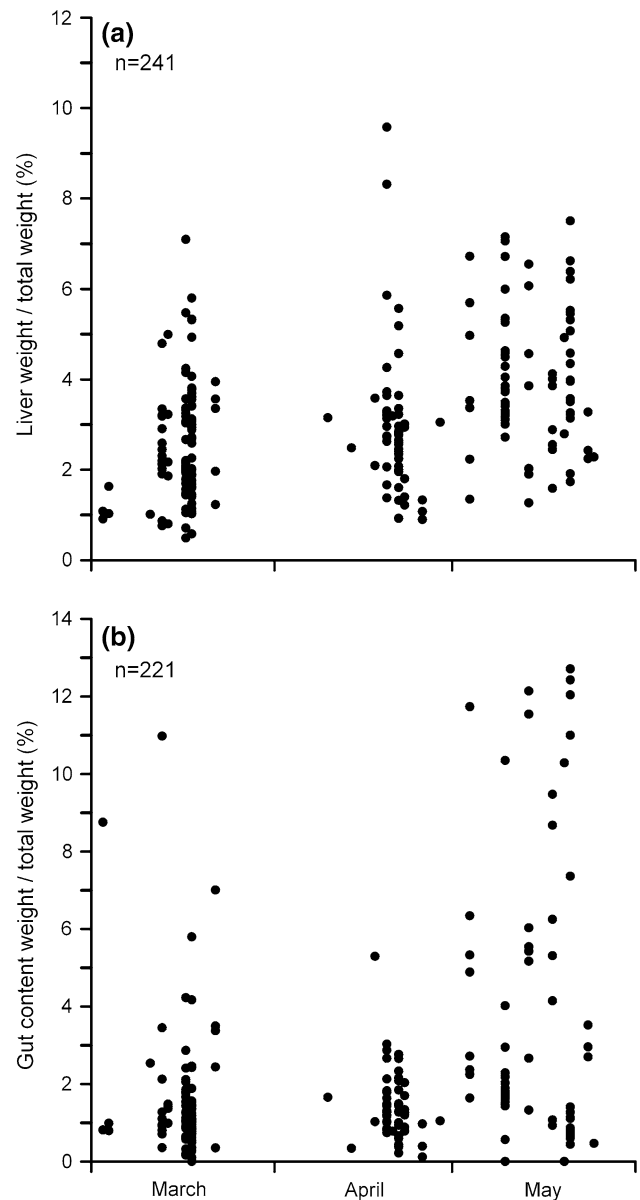 (a)
n=241
12
10
8
6
4
2
0
Liver weight / total weight (%)
(b)
n=221
14
12
10
8
6
4
2
0
Gut content weight / total weight (%)
March April May